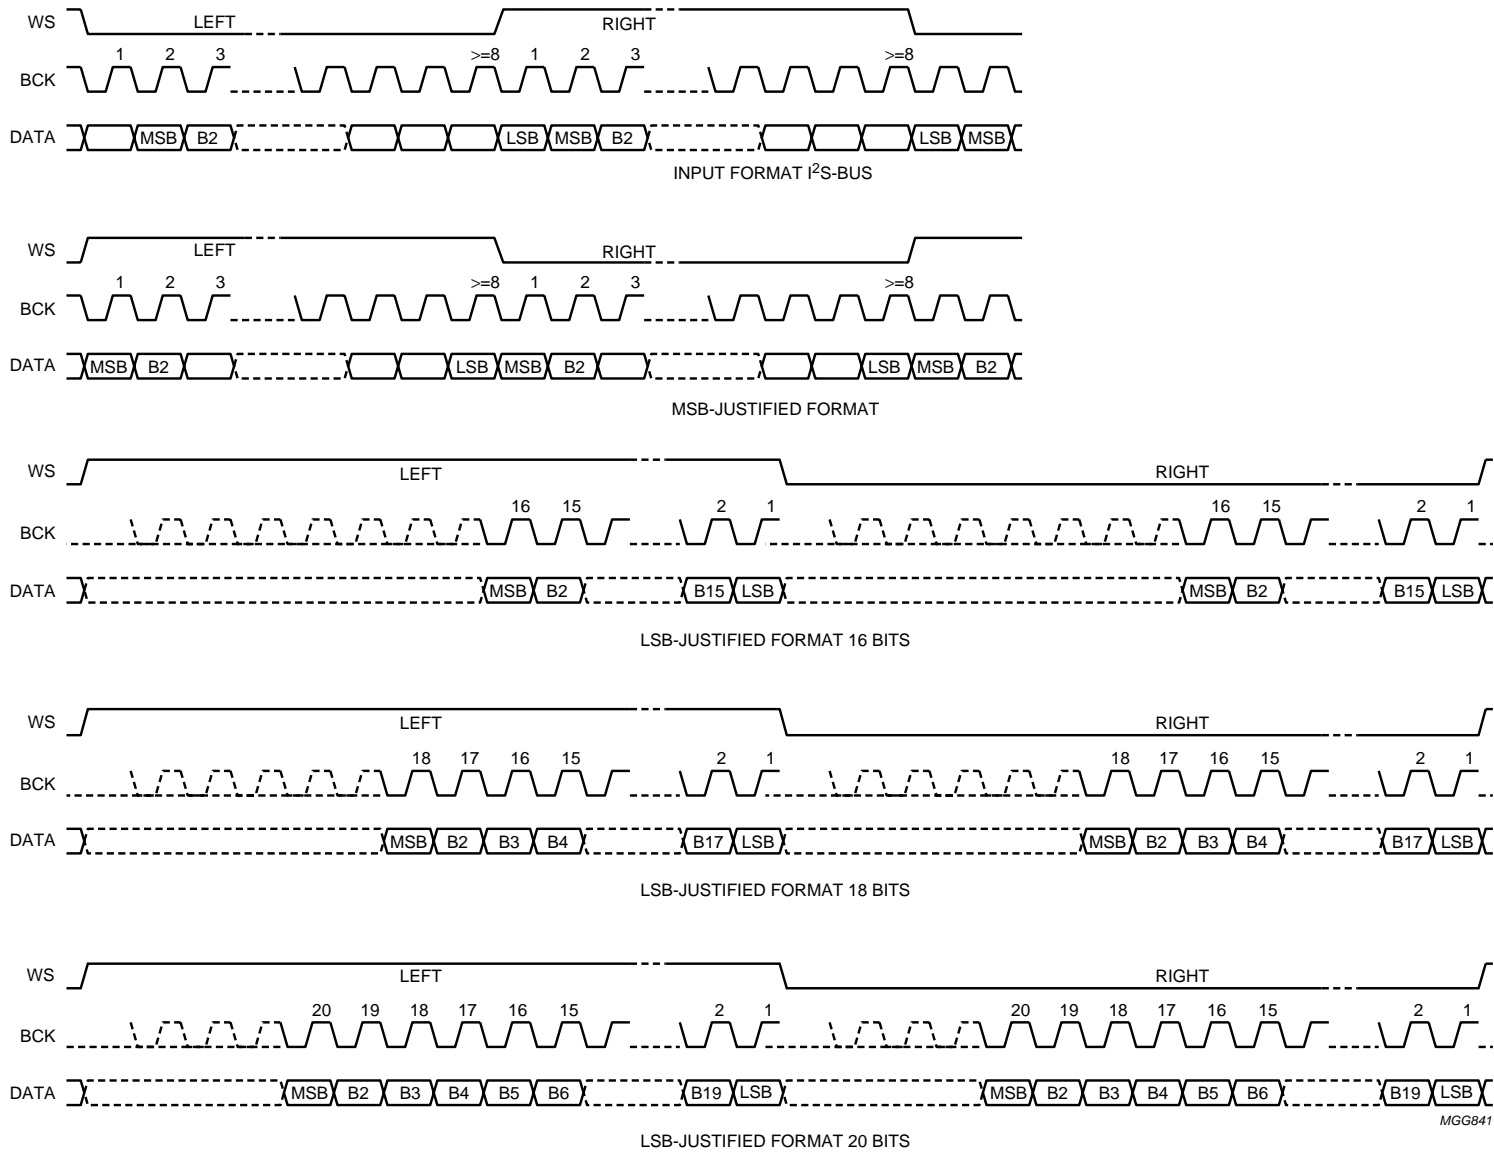 WS LEFT RIGHT
1 2 3 >=8 1 2 3 >=8
BCK
DATA MSB B2 LSB MSB B2 LSB MSB
INPUT FORMAT I²S-BUS
WS LEFT RIGHT
1 2 3 >=8 1 2 3 >=8
BCK
DATA MSB B2 LSB MSB B2 LSB MSB B2
MSB-JUSTIFIED FORMAT
WS LEFT RIGHT
16 15 2 1 16 15 2 1
BCK
DATA MSB B2 B15 LSB MSB B2 B15 LSB
LSB-JUSTIFIED FORMAT 16 BITS
WS LEFT RIGHT
18 17 16 15 2 1 18 17 16 15 2 1
BCK
DATA MSB B2 B3 B4 B17 LSB MSB B2 B3 B4 B17 LSB
LSB-JUSTIFIED FORMAT 18 BITS
WS LEFT RIGHT
20 19 18 17 16 15 2 1 20 19 18 17 16 15 2 1
BCK
DATA MSB B2 B3 B4 B5 B6 B19 LSB MSB B2 B3 B4 B5 B6 B19 LSB
MGG841
LSB-JUSTIFIED FORMAT 20 BITS